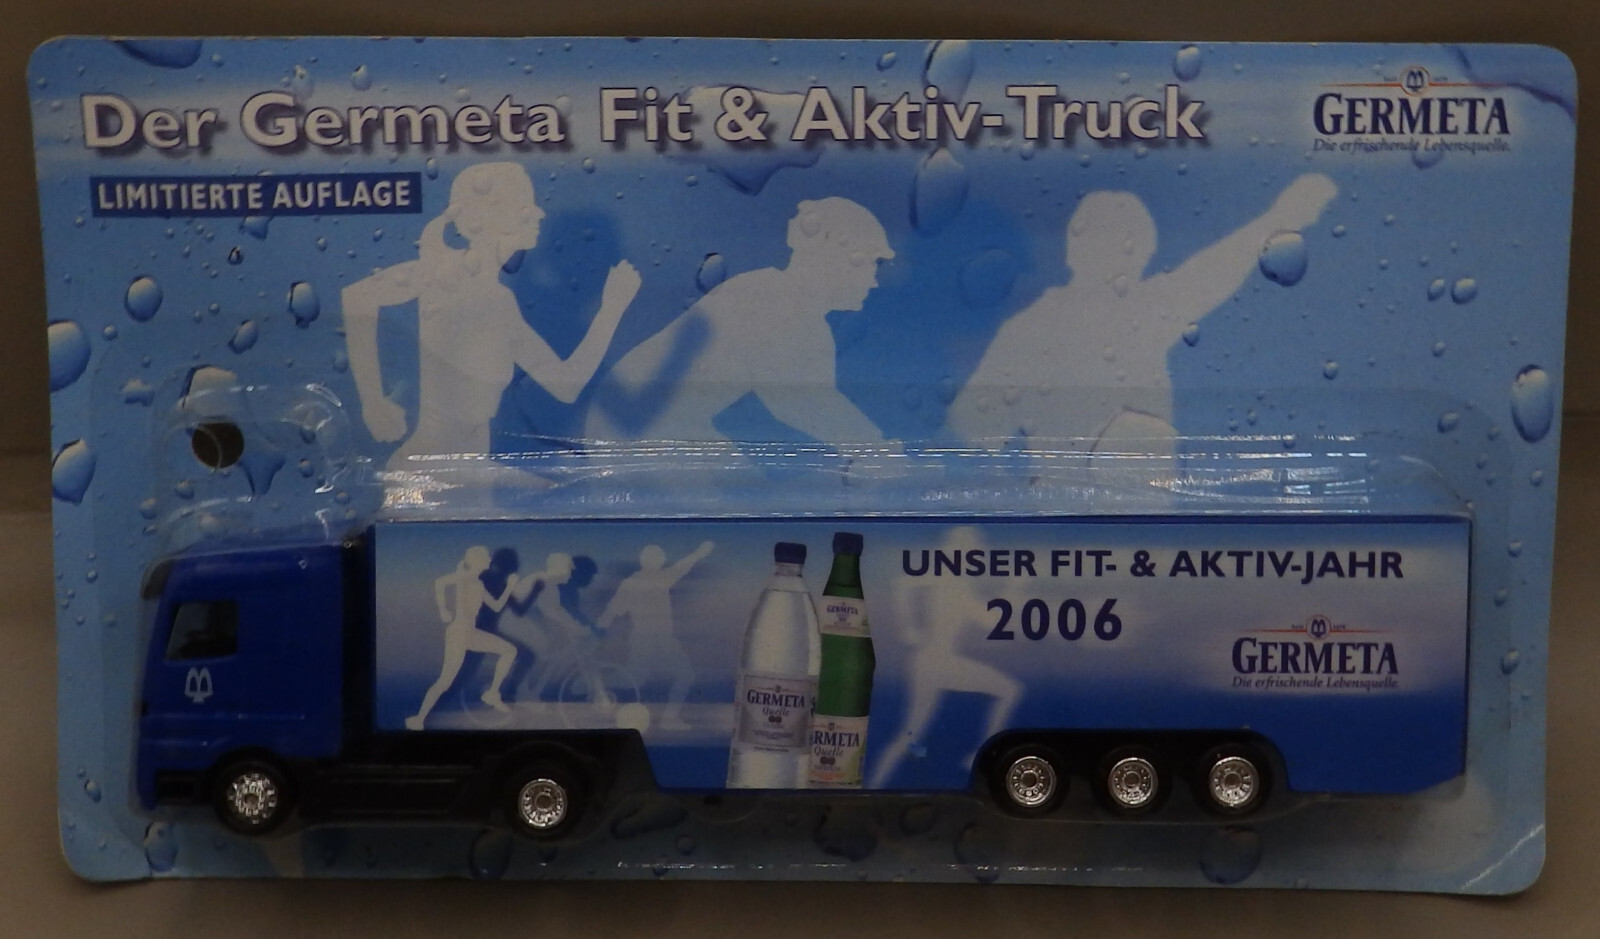 Der Germeta Fit & Aktiv-Truck
GERMETA
Die erfrischende Lebensquelle.
LIMITIERTE AUFLAGE
UNSER FIT- & AKTIV-JAHR
2006
GERMETA
Die erfrischende Lebensquelle.
GERMETA
GERMETA
Quelle
RMETA
Quelle